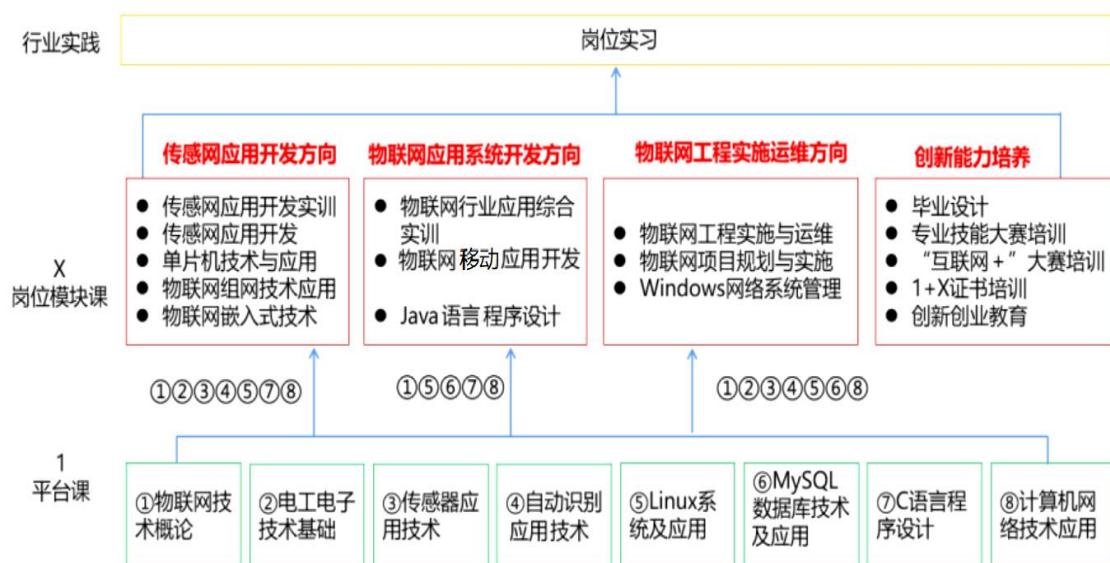 行业实践
岗位实习
传感网应用开发方向
物联网应用系统开发方向
物联网工程实施运维方向
创新能力培养
X
岗位模块课
● 传感网应用开发实训
● 传感网应用开发
● 单片机技术与应用
● 物联网组网技术应用
● 物联网嵌入式技术
● 物联网行业应用综合
实训
● 物联网移动应用开发
● Java语言程序设计
● 物联网工程实施与运维
● 物联网项目规划与实施
● Windows网络系统管理
● 毕业设计
● 专业技能大赛培训
● “互联网+”大赛培训
● 1+X证书培训
● 创新创业教育
①②③④⑤⑦⑧
①⑤⑥⑦⑧
①②③④⑤⑥⑧
1
平台课
①物联网技
术概论
②电工电子
技术基础
③传感器应
用技术
④自动识别
应用技术
⑤Linux系
统及应用
⑥MySQL
数据库技术
及应用
⑦C语言程
序设计
⑧计算机网
络技术应用